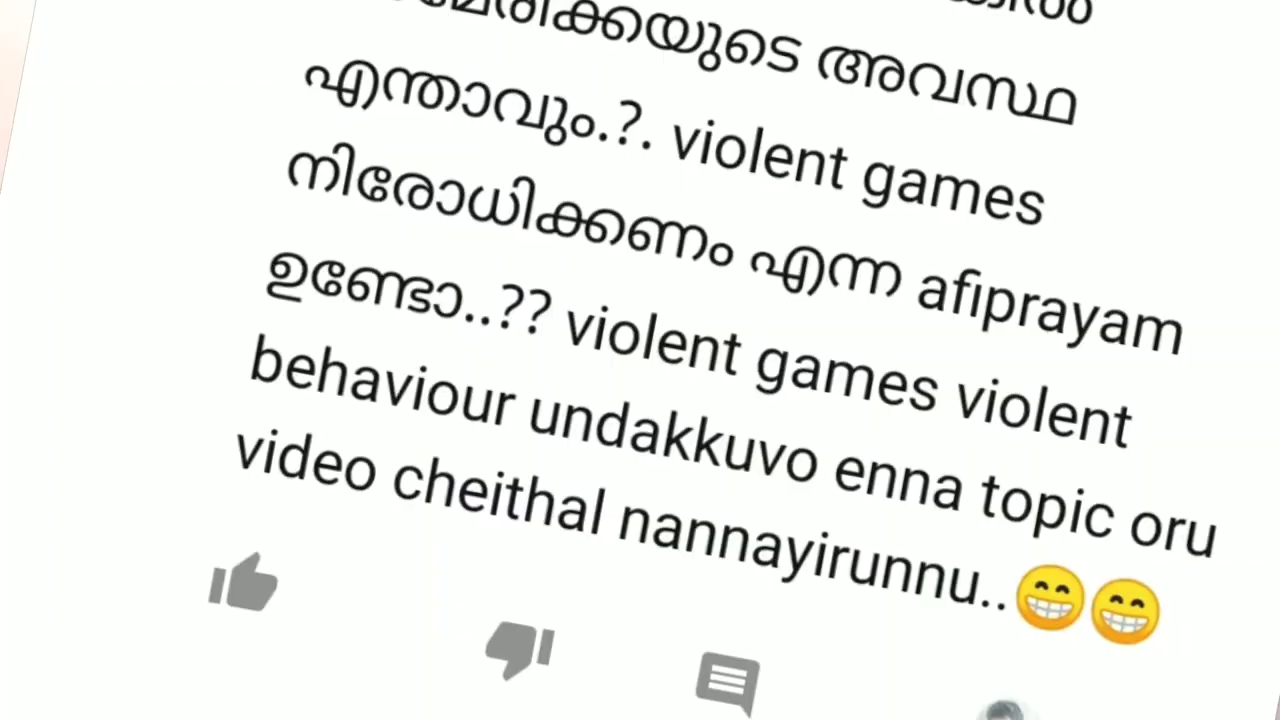 അവസ്ഥ
എന്താവും.?. violent games
നിരോധിക്കണം എന്ന afiprayam
ഉണ്ടോ..?? violent games violent
behaviour undakkuvo enna topic oru
video cheithal nannayirunnu..😁😁